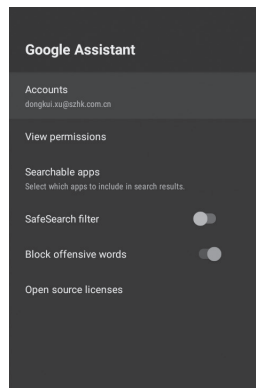 Google Assistant
Accounts
dongkui.xu@szhk.com.cn
View permissions
Searchable apps
Select which apps to include in search results.
SafeSearch filter
Block offensive words
Open source licenses